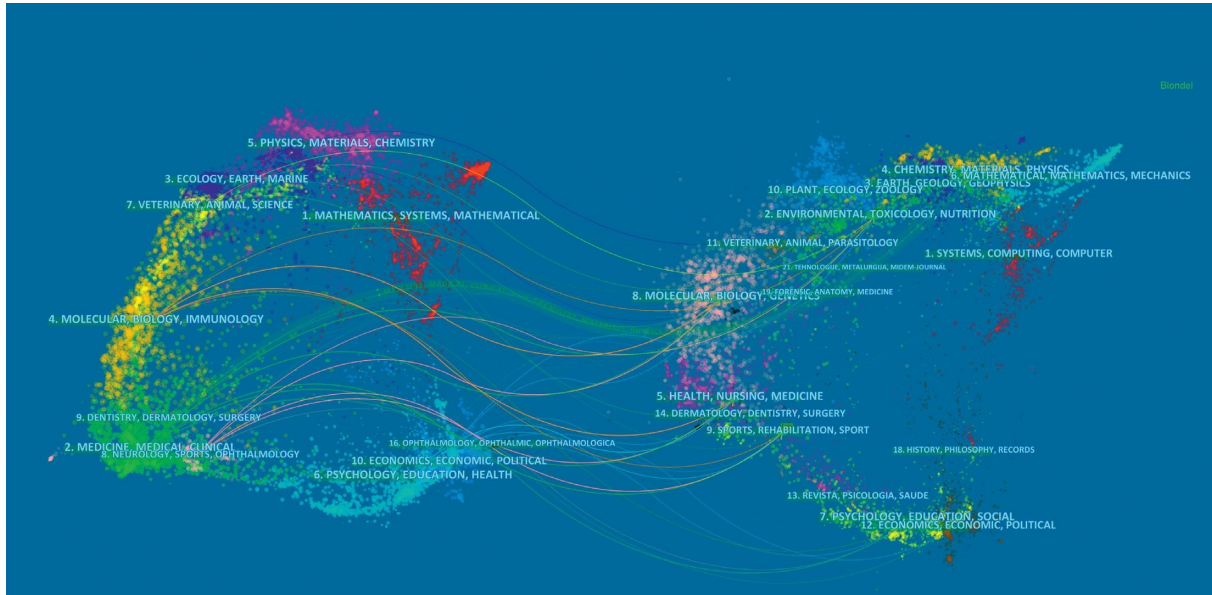 Blondel
5. PHYSICS, MATERIALS, CHEMISTRY
3. ECOLOGY, EARTH, MARINE
7. VETERINARY, ANIMAL, SCIENCE
1. MATHEMATICS, SYSTEMS, MATHEMATICAL
4. MOLECULAR, BIOLOGY, IMMUNOLOGY
9. DENTISTRY, DERMATOLOGY, SURGERY
2. MEDICINE, MEDICAL, CLINICAL
8. NEUROLOGY, SPORTS, OPHTHALMOLOGY
16. OPHTHALMOLOGY, OPHTHALMIC, OPHTHALMOLOGICA
10. ECONOMICS, ECONOMIC, POLITICAL
6. PSYCHOLOGY, EDUCATION, HEALTH
4. CHEMISTRY, MATERIALS, PHYSICS
6. MATHEMATICAL, MATHEMATICS, MECHANICS
3. EARTH, GEOLOGY, GEOPHYSICS
10. PLANT, ECOLOGY, ZOOLOGY
2. ENVIRONMENTAL, TOXICOLOGY, NUTRITION
11. VETERINARY, ANIMAL, PARASITOLOGY
1. SYSTEMS, COMPUTING, COMPUTER
21. TEHNOLOGIJE, METALURGIJA, MIDEM-JOURNAL
19. FORENSIC, ANATOMY, MEDICINE
8. MOLECULAR, BIOLOGY, GENETICS
5. HEALTH, NURSING, MEDICINE
14. DERMATOLOGY, DENTISTRY, SURGERY
9. SPORTS, REHABILITATION, SPORT
18. HISTORY, PHILOSOPHY, RECORDS
13. REVISTA, PSICOLOGIA, SAUDE
7. PSYCHOLOGY, EDUCATION, SOCIAL
12. ECONOMICS, ECONOMIC, POLITICAL